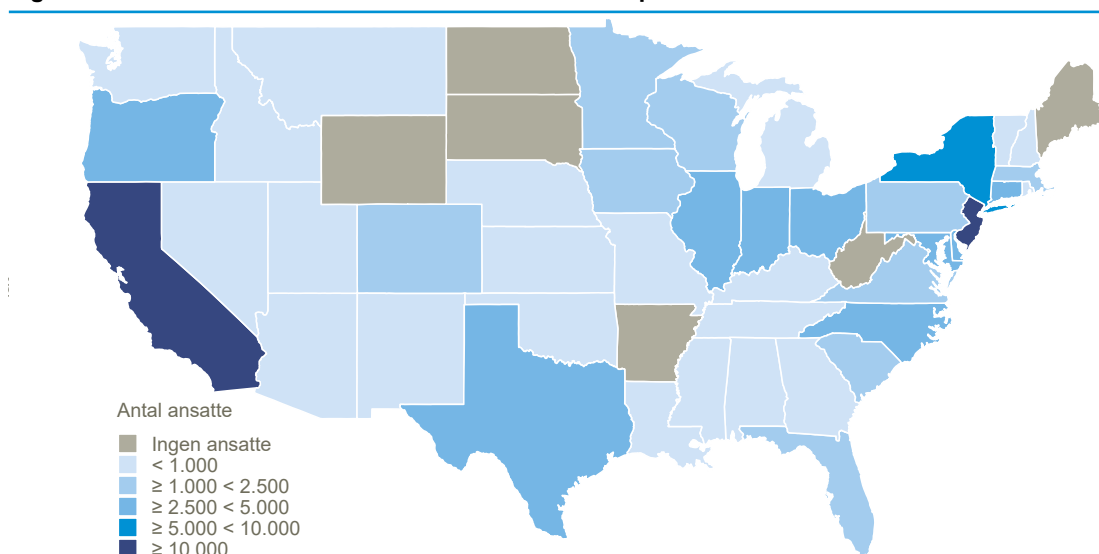 Antal ansatte
Ingen ansatte
< 1.000
≥ 1.000 < 2.500
≥ 2.500 < 5.000
≥ 5.000 < 10.000
≥ 10.000